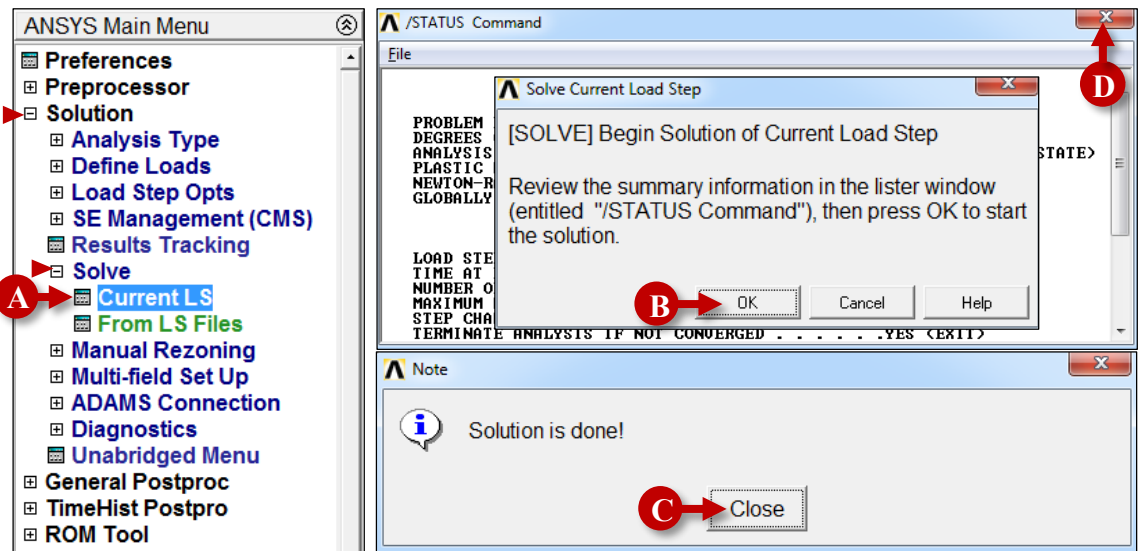 ANSYS Main Menu
Preferences
Preprocessor
Solution
Analysis Type
Define Loads
Load Step Opts
SE Management (CMS)
Results Tracking
Solve
A
Current LS
From LS Files
Manual Rezoning
Multi-field Set Up
ADAMS Connection
Diagnostics
Unabridged Menu
General Postproc
TimeHist Postpro
ROM Tool
/STATUS Command
File
D
PROBLEM
DEGREES
ANALYSIS STATE>
PLASTIC
NEWTON-R
GLOBALLY
LOAD STE
TIME AT
NUMBER O
MAXIMUM
STEP CHA
TERMINATE ANALYSIS IF NOT CONVERGED . . . . . .YES <EXIT>
Solve Current Load Step
[SOLVE] Begin Solution of Current Load Step
Review the summary information in the lister window
(entitled "/STATUS Command"), then press OK to start
the solution.
B
OK Cancel Help
Note
Solution is done!
C
Close